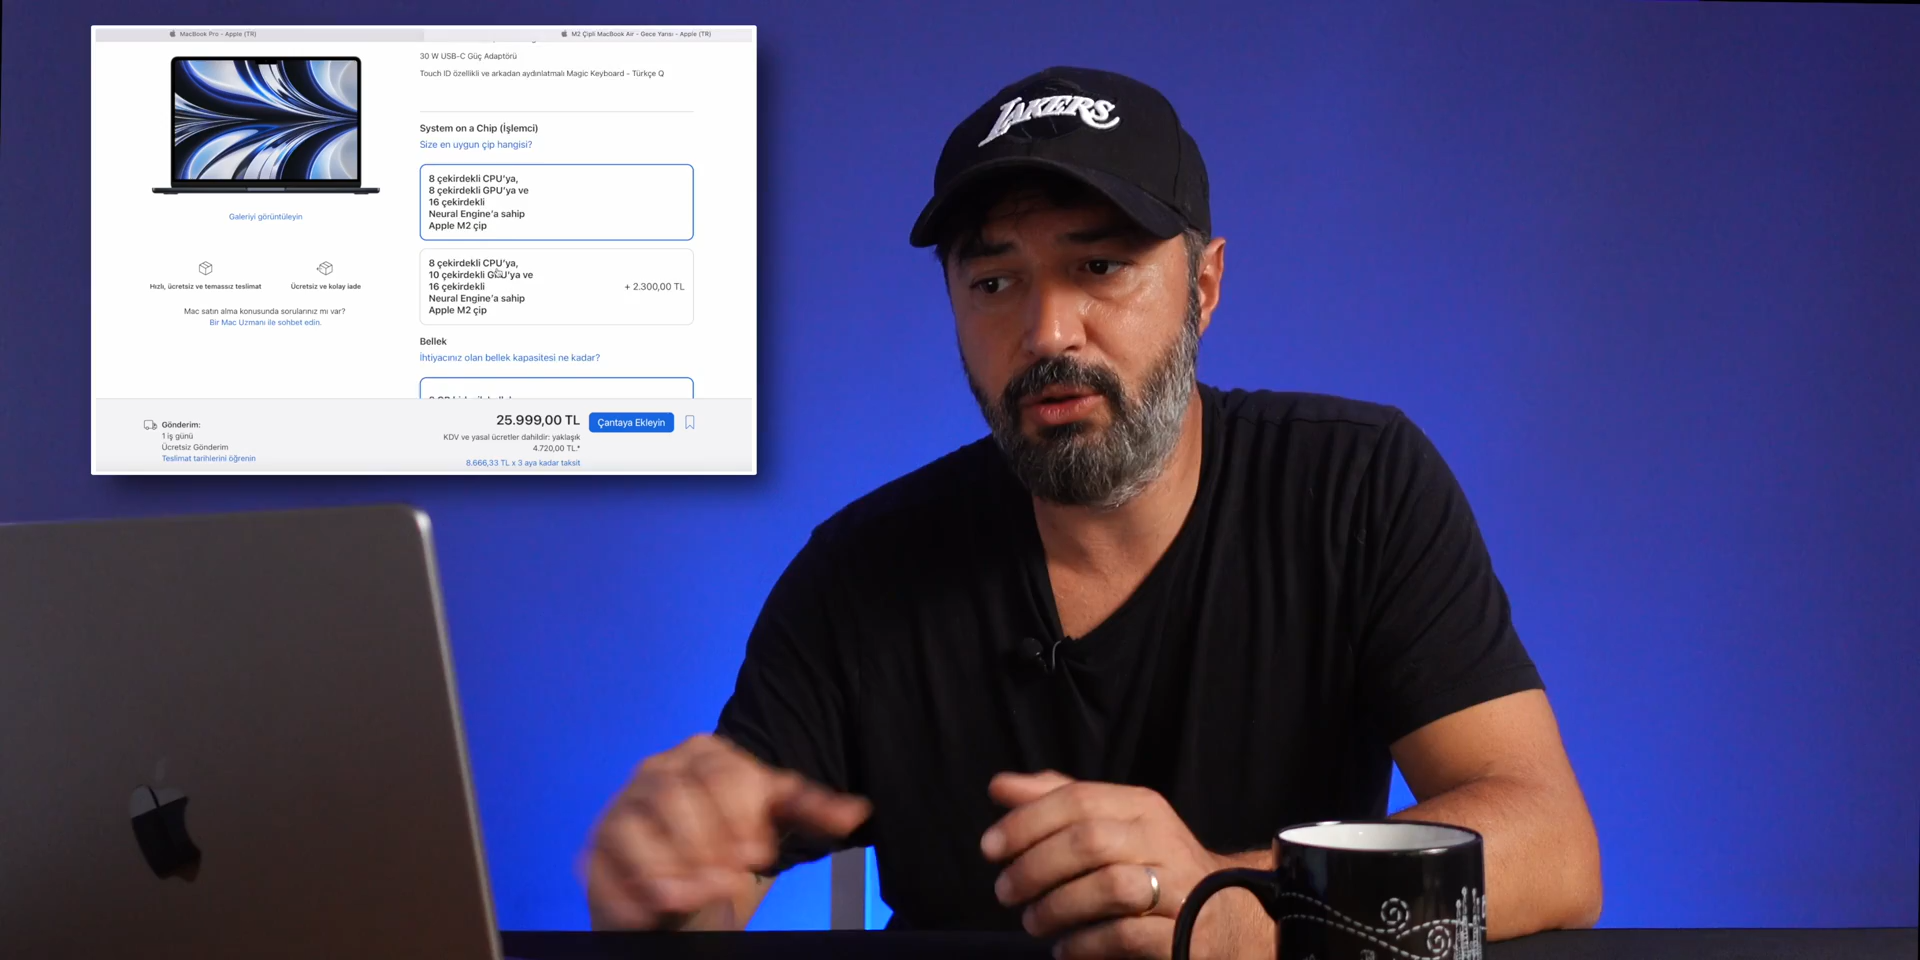 MacBook Pro - Apple (TR)
M2 Çipli MacBook Air - Gece Yarısı - Apple (TR)
30 W USB-C Güç Adaptörü
Touch ID özellikli ve arkadan aydınlatmalı Magic Keyboard - Türkçe Q
System on a Chip (İşlemci)
Size en uygun çip hangisi?
8 çekirdekli CPU'ya,
8 çekirdekli GPU'ya ve
16 çekirdekli
Neural Engine'a sahip
Apple M2 çip
8 çekirdekli CPU'ya,
10 çekirdekli GPU'ya ve
16 çekirdekli
Neural Engine'a sahip
Apple M2 çip
+ 2.300,00 TL
Galeriyi görüntüleyin
Hızlı, ücretsiz ve temassız teslimat
Ücretsiz ve kolay iade
Mac satın alma konusunda sorularınız mı var?
Bir Mac Uzmanı ile sohbet edin.
Bellek
İhtiyacınız olan bellek kapasitesi ne kadar?
Gönderim:
1 iş günü
Ücretsiz Gönderim
Teslimat tarihlerini öğrenin
25.999,00 TL
KDV ve yasal ücretler dahildir: yaklaşık
4.720,00 TL.*
8.666,33 TL x 3 aya kadar taksit
Çantaya Ekleyin
LAKERS